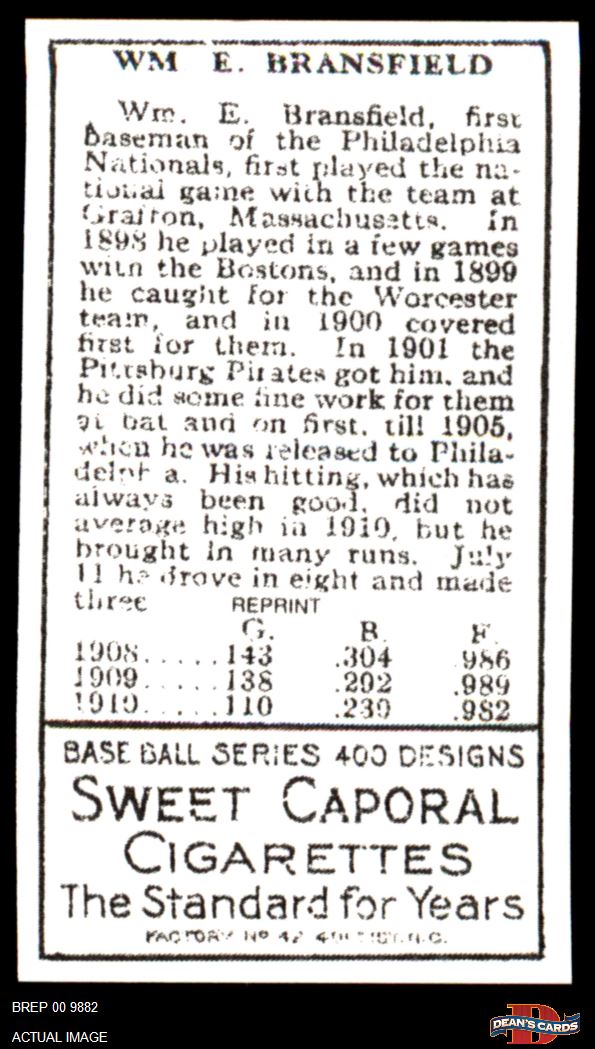 WM E. BRANSFIELD
Wm. E. Bransfield, first
baseman of the Philadelphia
Nationals, first played the na-
tional game with the team at
Grafton, Massachusetts. In
1898 he played in a few games
with the Bostons, and in 1899
he caught for the Worcester
team, and in 1900 covered
first for them. In 1901 the
Pittsburg Pirates got him, and
he did some fine work for them
at bat and on first, till 1905,
when he was released to Phila-
delphia. His hitting, which has
always been good, did not
average high in 1910, but he
brought in many runs. July
11 he drove in eight and made
three REPRINT
G. B. F.
1908.....143 .304 .986
1909.....138 .292 .989
1910.....110 .239 .982
BASE BALL SERIES 400 DESIGNS
SWEET CAPORAL
CIGARETTES
The Standard for Years
FACTORY No 42 4th DIST. N.C.
BREP 00 9882
ACTUAL IMAGE
DEAN'S CARDS